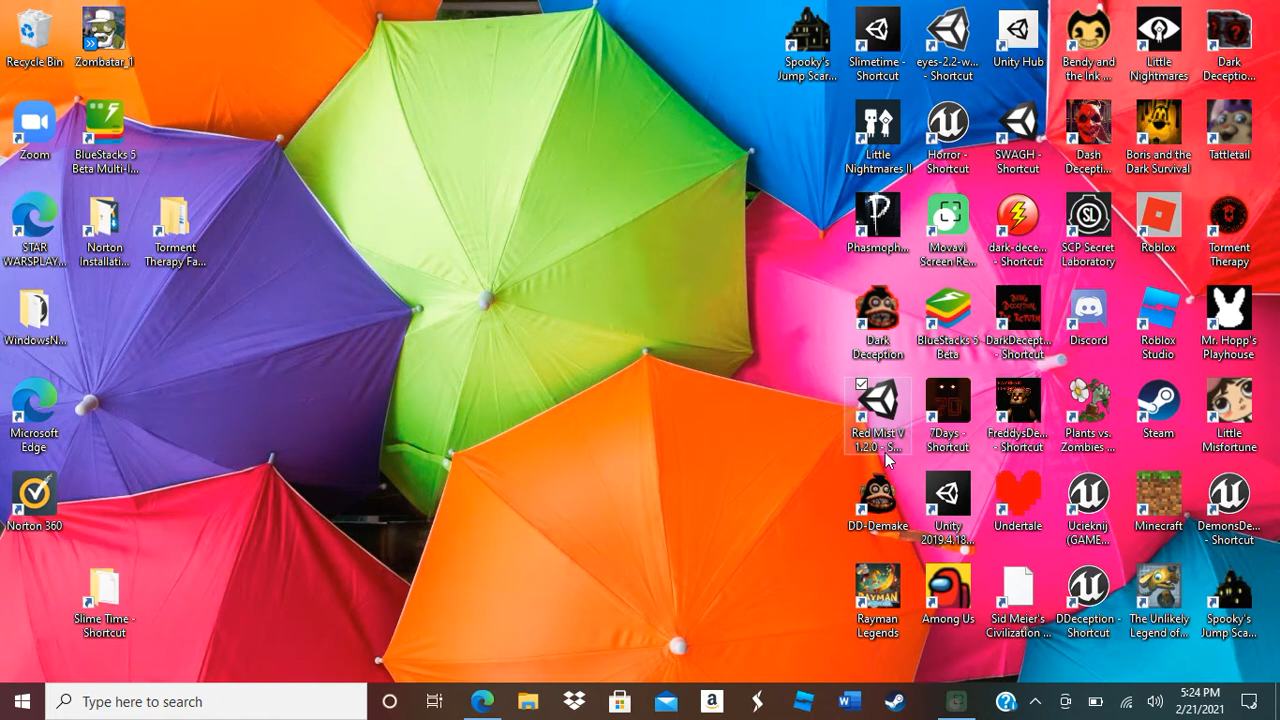 Recycle Bin
Zombatar_1
Spooky's
Jump Scar...
Slimetime -
Shortcut
eyes-2.2-w...
- Shortcut
Unity Hub
Bendy and
the Ink ...
Little
Nightmares
Dark
Deceptio...
Zoom
BlueStacks 5
Beta Multi-I...
Little
Nightmares II
Horror -
Shortcut
SWAGH -
Shortcut
Dash
Decepti...
Boris and the
Dark Survival
Tattletail
STAR
WARSPLAY...
Norton
Installati...
Torment
Therapy Fa...
Phasmoph...
Movavi
Screen Re...
dark-dece...
- Shortcut
SCP Secret
Laboratory
Roblox
Torment
Therapy
WindowsN...
Dark
Deception
BlueStacks 5
Beta
DarkDecept...
- Shortcut
Discord
Roblox
Studio
Mr. Hopp's
Playhouse
Microsoft
Edge
Red Mist V
1.2.0 - S...
7Days -
Shortcut
FreddysDe...
- Shortcut
Plants vs.
Zombies ...
Steam
Little
Misfortune
Norton 360
DD-Demake
Unity
2019.4.18...
Undertale
Ucieknij
(GAME...
Minecraft
DemonsDe...
- Shortcut
Slime Time -
Shortcut
Rayman
Legends
Among Us
Sid Meier's
Civilization ...
DDeception -
Shortcut
The Unlikely
Legend of...
Spooky's
Jump Sca...
Type here to search
5:24 PM
2/21/2021